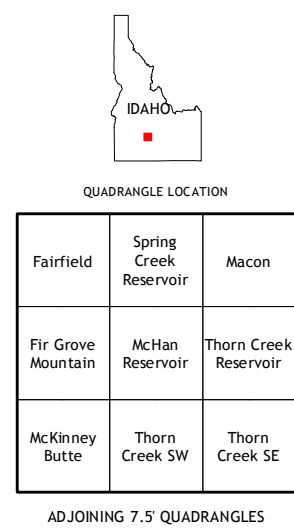 IDAHO
QUADRANGLE LOCATION
Fairfield
Spring
Creek
Reservoir
Macon
Fir Grove
Mountain
McHan
Reservoir
Thorn Creek
Reservoir
McKinney
Butte
Thorn
Creek SW
Thorn
Creek SE
ADJOINING 7.5' QUADRANGLES